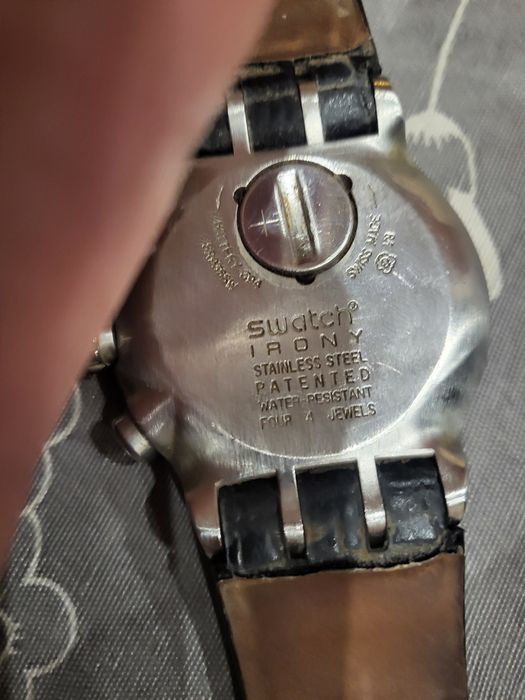 swatch®
IRONY
STAINLESS STEEL
PATENTED
WATER-RESISTANT
FOUR 4 JEWELS
SWISS MADE